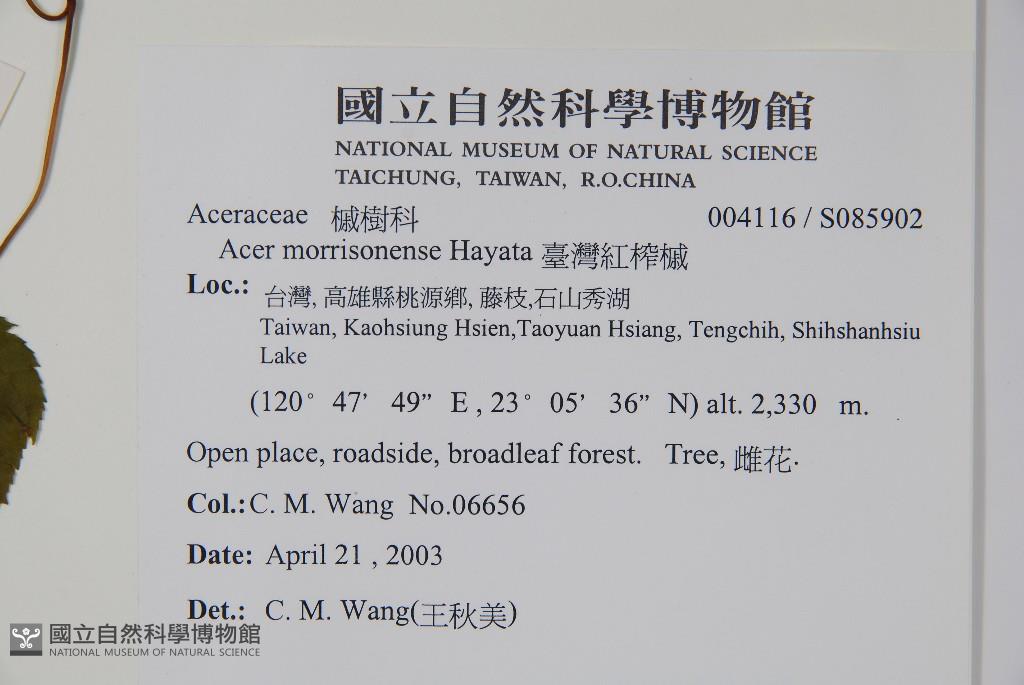 國立自然科學博物館
NATIONAL MUSEUM OF NATURAL SCIENCE
TAICHUNG, TAIWAN, R.O.CHINA
Aceraceae 槭樹科 004116 / S085902
Acer morrisonense Hayata 臺灣紅榨槭
Loc.: 台灣, 高雄縣桃源鄉, 藤枝,石山秀湖
Taiwan, Kaohsiung Hsien,Taoyuan Hsiang, Tengchih, Shihshanhsiu
Lake
(120° 47’ 49” E , 23° 05’ 36” N) alt. 2,330 m.
Open place, roadside, broadleaf forest. Tree, 雌花.
Col.: C. M. Wang No.06656
Date: April 21 , 2003
Det.: C. M. Wang(王秋美)
國立自然科學博物館
NATIONAL MUSEUM OF NATURAL SCIENCE